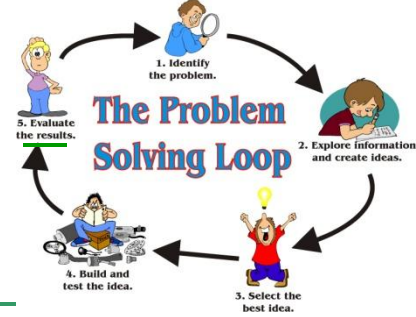 The Problem
Solving Loop
1. Identify
the problem.
2. Explore information
and create ideas.
3. Select the
best idea.
4. Build and
test the idea.
5. Evaluate
the results.